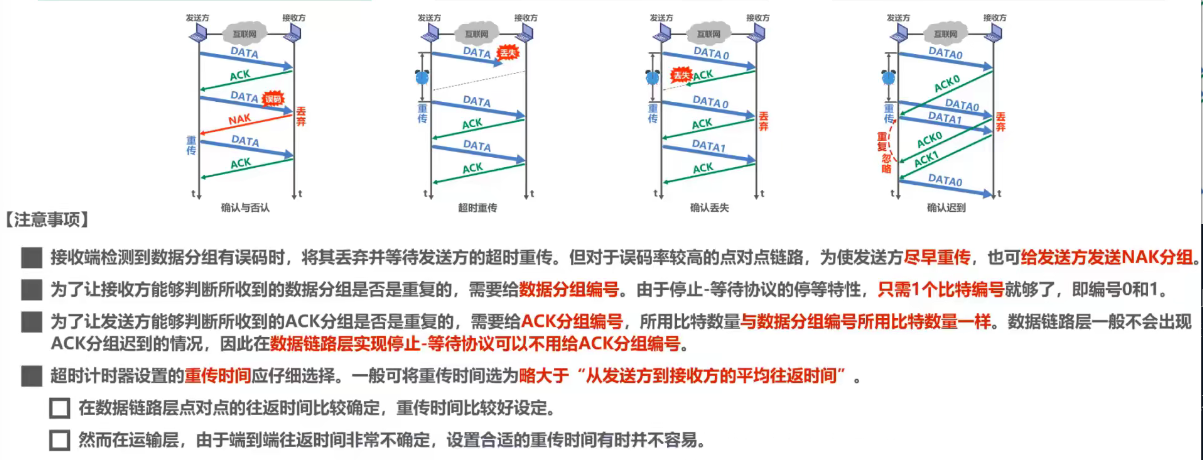 发送方 接收方 发送方 接收方 发送方 接收方 发送方 接收方
互联网 互联网 互联网 互联网
DATA
ACK
DATA 误码
NAK 丢弃
重传
DATA
ACK
t t
确认与否认
DATA 丢失
重传
DATA
ACK
DATA
ACK
t t
超时重传
DATA0
丢失 ACK
重传
DATA0
丢弃
ACK
DATA1
ACK
t t
确认丢失
DATA0
ACK0
重传
DATA0
丢弃
DATA1
重复忽略
ACK0
ACK1
DATA0
t t
确认迟到
【注意事项】
接收端检测到数据分组有误码时，将其丢弃并等待发送方的超时重传。但对于误码率较高的点对点链路，为使发送方尽早重传，也可给发送方发送NAK分组。
为了让接收方能够判断所收到的数据分组是否是重复的，需要给数据分组编号。由于停止-等待协议的停等特性，只需1个比特编号就够了，即编号0和1。
为了让发送方能够判断所收到的ACK分组是否是重复的，需要给ACK分组编号，所用比特数量与数据分组编号所用比特数量一样。数据链路层一般不会出现
ACK分组迟到的情况，因此在数据链路层实现停止-等待协议可以不用给ACK分组编号。
超时计时器设置的重传时间应仔细选择。一般可将重传时间选为略大于“从发送方到接收方的平均往返时间”。
在数据链路层点对点的往返时间比较确定，重传时间比较好设定。
然而在运输层，由于端到端往返时间非常不确定，设置合适的重传时间有时并不容易。